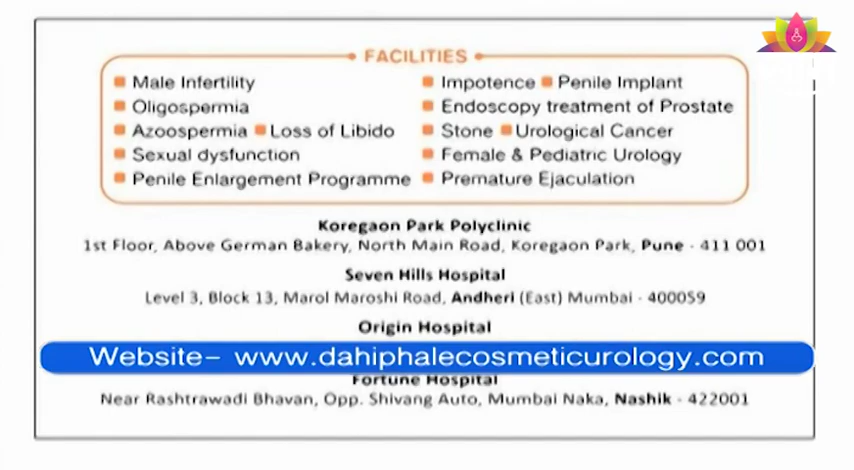 FACILITIES
Male Infertility
Oligospermia
Azoospermia Loss of Libido
Sexual dysfunction
Penile Enlargement Programme
Impotence Penile Implant
Endoscopy treatment of Prostate
Stone Urological Cancer
Female & Pediatric Urology
Premature Ejaculation
Koregaon Park Polyclinic
1st Floor, Above German Bakery, North Main Road, Koregaon Park, Pune - 411 001
Seven Hills Hospital
Level 3, Block 13, Marol Maroshi Road, Andheri (East) Mumbai - 400059
Origin Hospital
Website- www.dahiphalecosmeticurology.com
Fortune Hospital
Near Rashtrawadi Bhavan, Opp. Shivang Auto, Mumbai Naka, Nashik - 422001